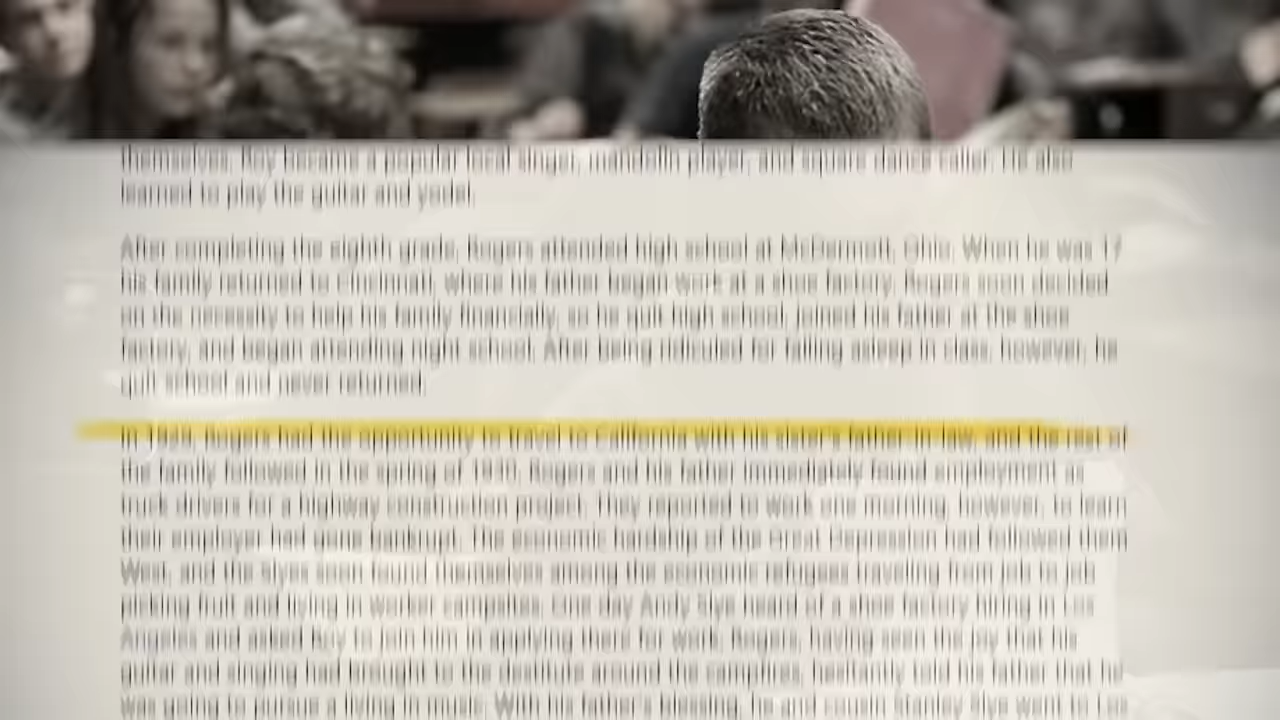 themselves. Roy became a popular local singer, mandolin player, and square dance caller. He also
learned to play the guitar and yodel.
After completing the eighth grade, Rogers attended high school at McDermott, Ohio. When he was 17
his family returned to Cincinnati, where his father began work at a shoe factory. Rogers soon decided
on the necessity to help his family financially, so he quit high school, joined his father at the shoe
factory, and began attending night school. After being ridiculed for falling asleep in class, however, he
quit school and never returned.
In Rogers had the opportunity to travel to California with his sister's father in law, and the rest of
the family followed in the spring of 1930. Rogers and his father immediately found employment as
truck drivers for a highway construction project. They reported to work one morning, however, to learn
their employer had gone bankrupt. The economic hardship of the Great Depression had followed them
West, and the Slyes soon found themselves among the economic refugees traveling from job to job
picking fruit and living in worker campsites. One day Andy Slye heard of a shoe factory hiring in Los
Angeles and asked Roy to join him in applying there for work. Rogers, having seen the joy that his
guitar and singing had bought to the destitute around the campfires, hesitantly told his father that he
was going to pursue a living in music. With his father's blessing, he and cousin Stanley Slye went to Los